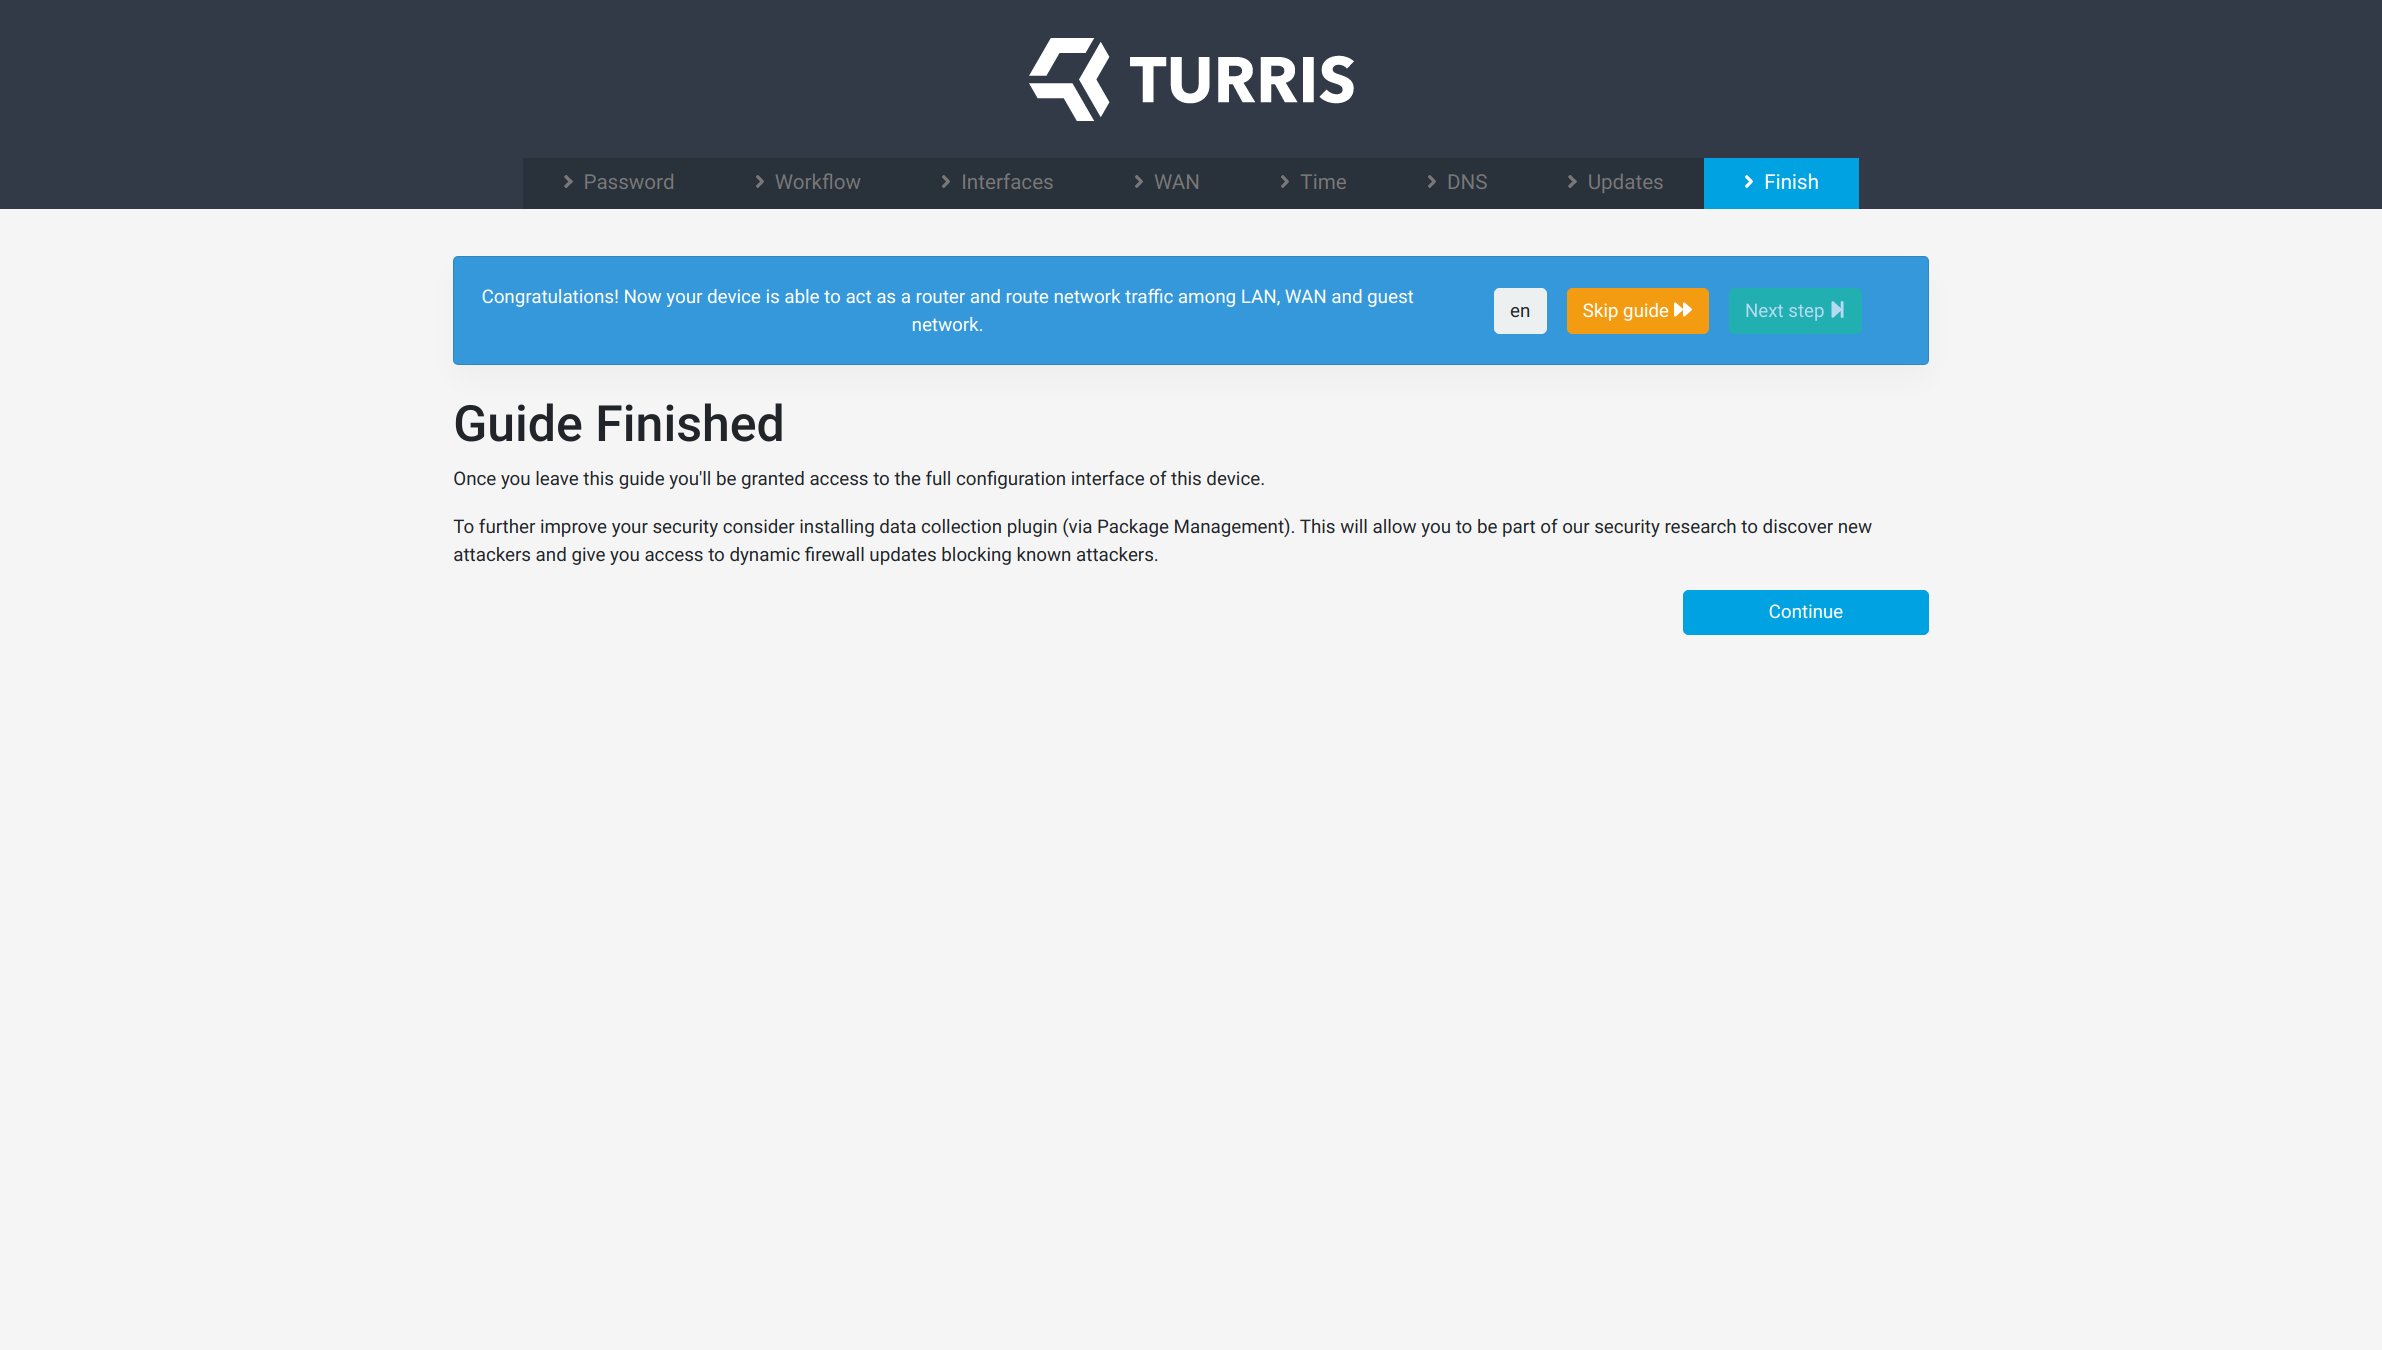 TURRIS
Password Workflow Interfaces WAN Time DNS Updates Finish
Congratulations! Now your device is able to act as a router and route network traffic among LAN, WAN and guest
network.
en Skip guide Next step
Guide Finished
Once you leave this guide you'll be granted access to the full configuration interface of this device.
To further improve your security consider installing data collection plugin (via Package Management). This will allow you to be part of our security research to discover new
attackers and give you access to dynamic firewall updates blocking known attackers.
Continue